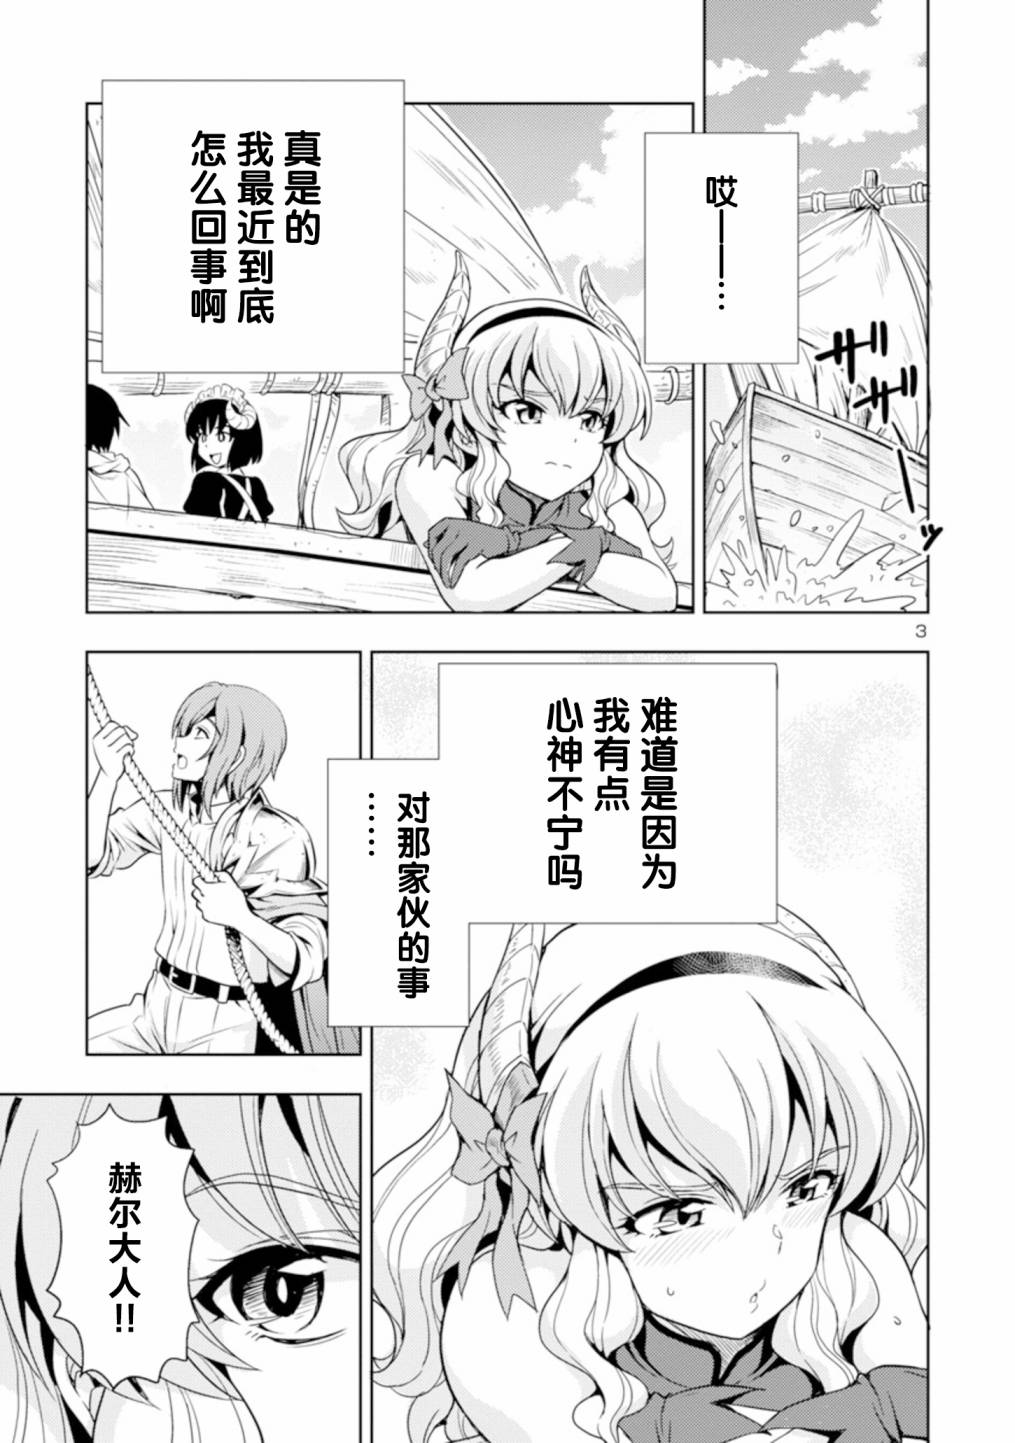 哎——…
ザザザ
ッ
真是的
我最近到底
怎么回事啊
3
难道是因为
我有点
心神不宁吗
对那家伙的事
……
赫尔大人!!